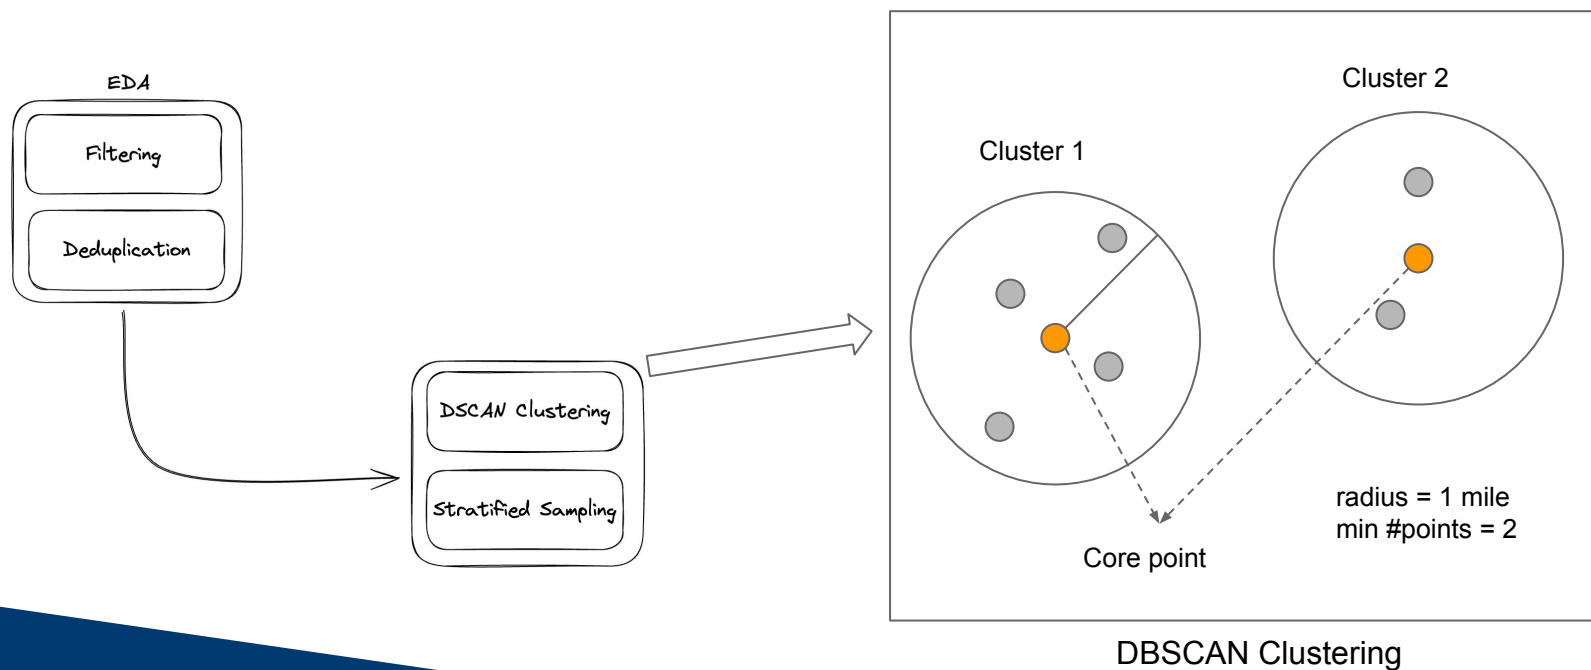 EDA
Filtering
Deduplication
DSCAN Clustering
Stratified Sampling
Cluster 1
Cluster 2
Core point
radius = 1 mile
min #points = 2
DBSCAN Clustering